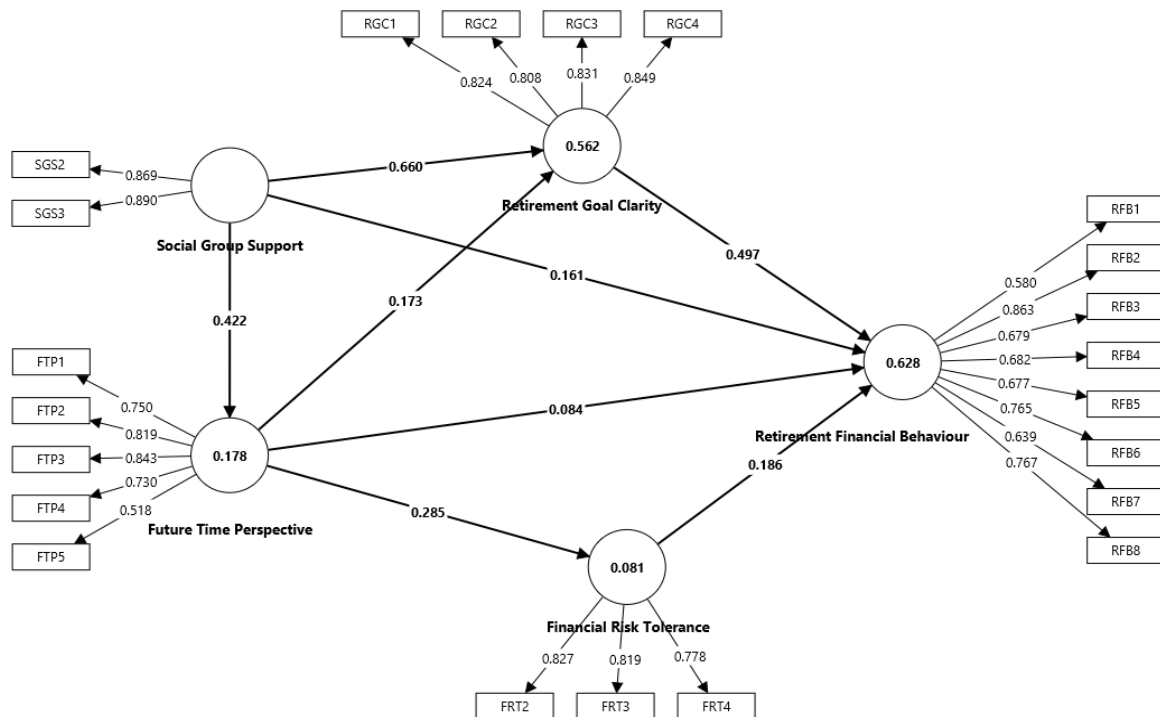 RGC1
RGC2
RGC3
RGC4
0.824
0.808
0.831
0.849
0.562
Retirement Goal Clarity
SGS2
SGS3
0.869
0.890
Social Group Support
0.660
0.161
0.422
0.173
0.497
RFB1
RFB2
RFB3
RFB4
RFB5
RFB6
RFB7
RFB8
0.580
0.863
0.679
0.682
0.677
0.765
0.639
0.767
0.628
Retirement Financial Behaviour
FTP1
FTP2
FTP3
FTP4
FTP5
0.750
0.819
0.843
0.730
0.518
0.178
Future Time Perspective
0.084
0.186
0.285
0.081
Financial Risk Tolerance
0.827
0.819
0.778
FRT2
FRT3
FRT4